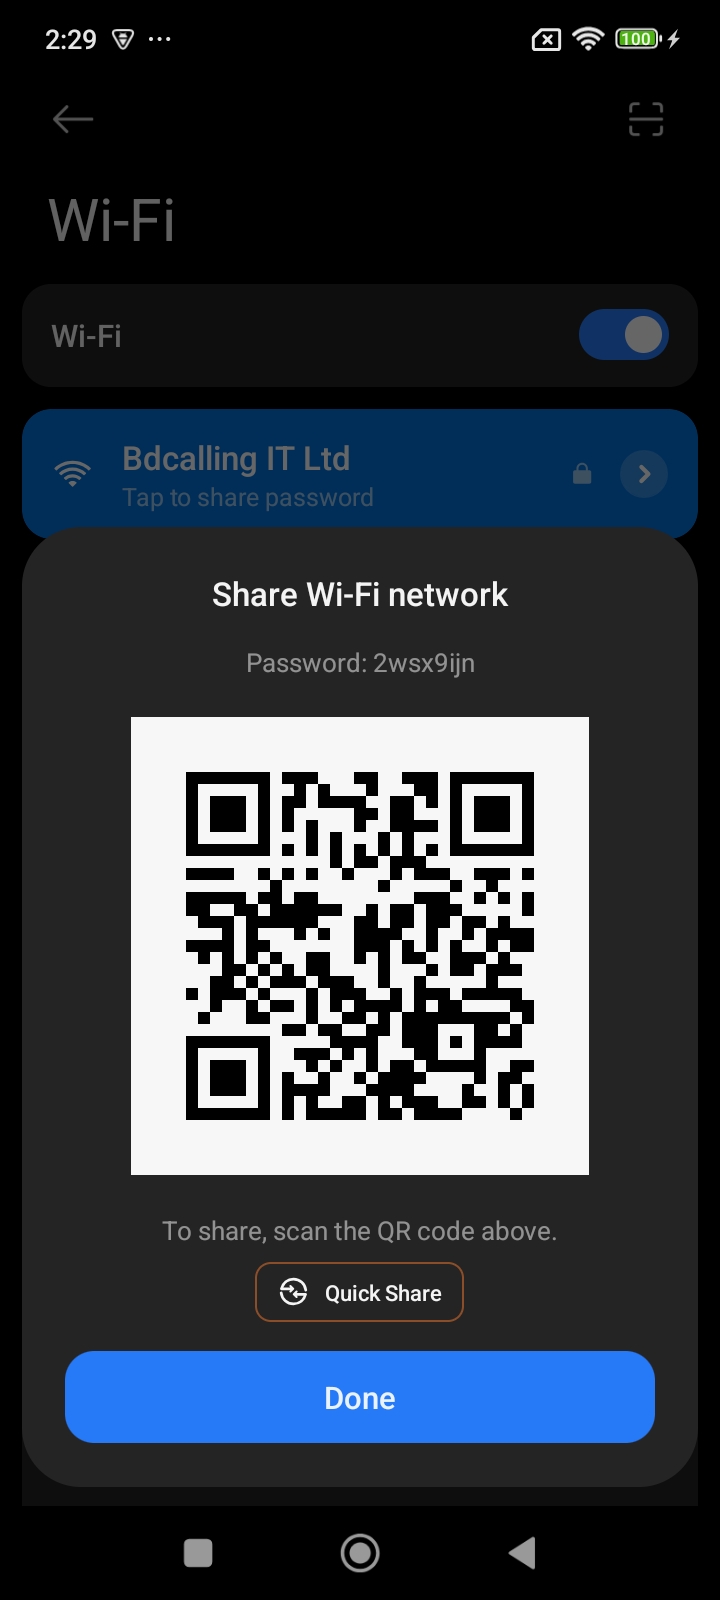 2:29
100
Wi-Fi
Wi-Fi
Bdcalling IT Ltd
Tap to share password
Share Wi-Fi network
Password: 2wsx9ijn
To share, scan the QR code above.
Quick Share
Done